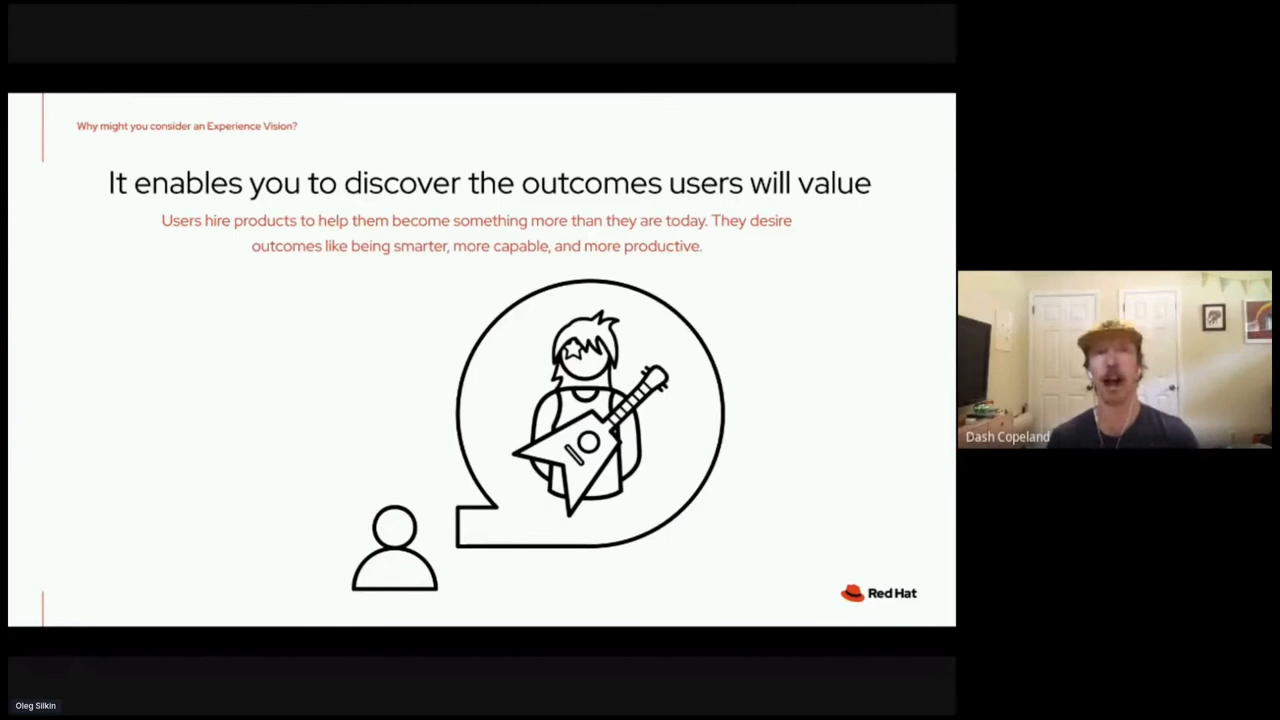 Why might you consider an Experience Vision?
It enables you to discover the outcomes users will value
Users hire products to help them become something more than they are today. They desire
outcomes like being smarter, more capable, and more productive.
Red Hat
Dash Copeland
Oleg Silkin